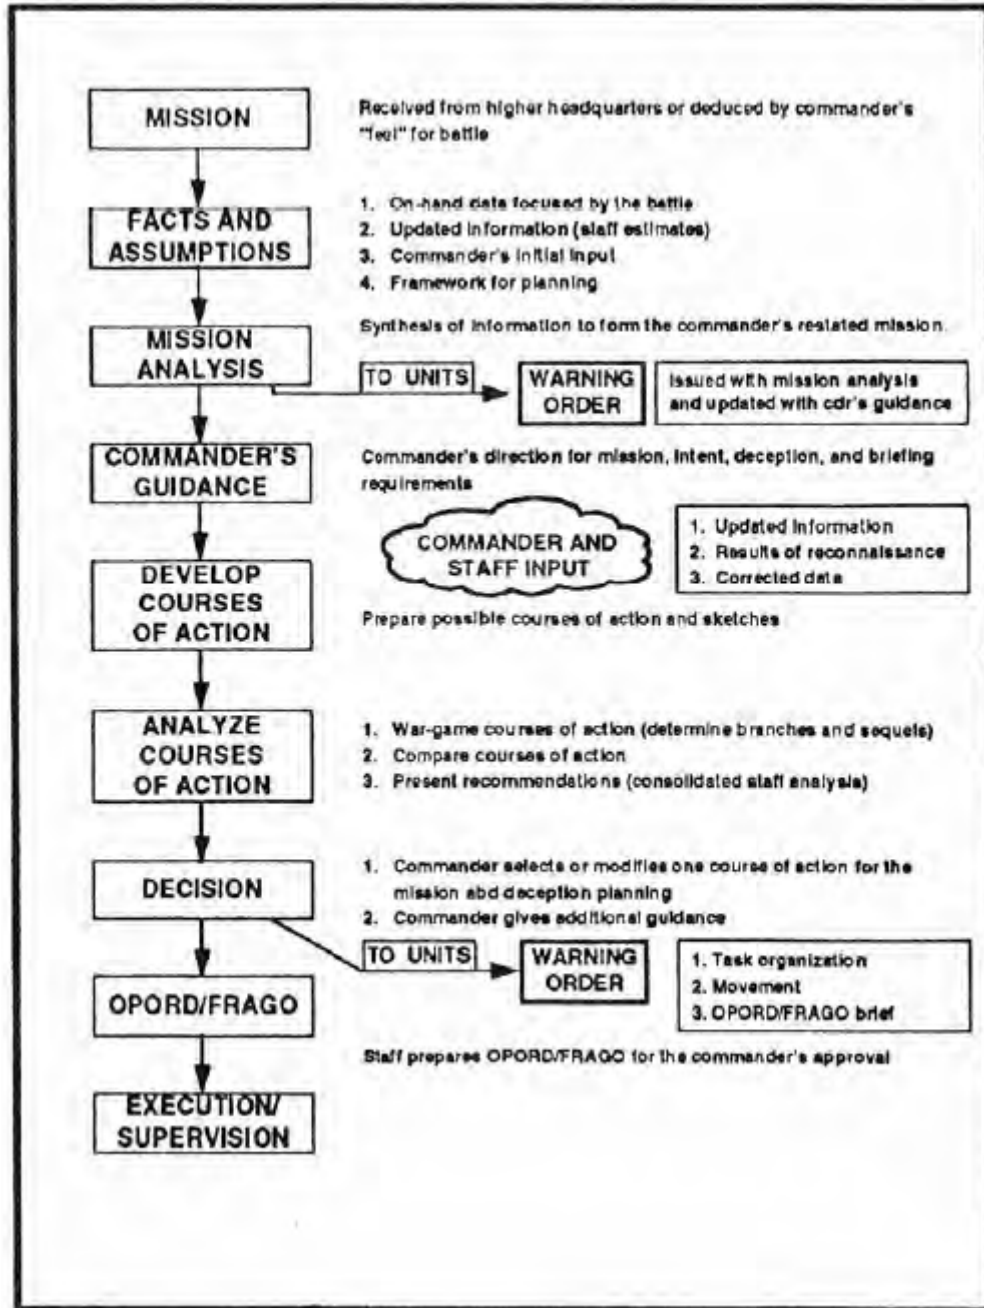 MISSION
Received from higher headquarters or deduced by commander's
"feel" for battle
FACTS AND
ASSUMPTIONS
1. On-hand data focused by the battle
2. Updated information (staff estimates)
3. Commander's initial input
4. Framework for planning
MISSION
ANALYSIS
Synthesis of information to form the commander's restated mission.
TO UNITS
WARNING
ORDER
Issued with mission analysis
and updated with cdr's guidance
COMMANDER'S
GUIDANCE
Commander's direction for mission, intent, deception, and briefing
requirements
COMMANDER AND
STAFF INPUT
1. Updated information
2. Results of reconnaissance
3. Corrected data
DEVELOP
COURSES
OF ACTION
Prepare possible courses of action and sketches
ANALYZE
COURSES
OF ACTION
1. War-game courses of action (determine branches and sequels)
2. Compare courses of action
3. Present recommendations (consolidated staff analysis)
DECISION
1. Commander selects or modifies one course of action for the
mission abd deception planning
2. Commander gives additional guidance
TO UNITS
WARNING
ORDER
1. Task organization
2. Movement
3. OPORD/FRAGO brief
OPORD/FRAGO
Staff prepares OPORD/FRAGO for the commander's approval
EXECUTION/
SUPERVISION